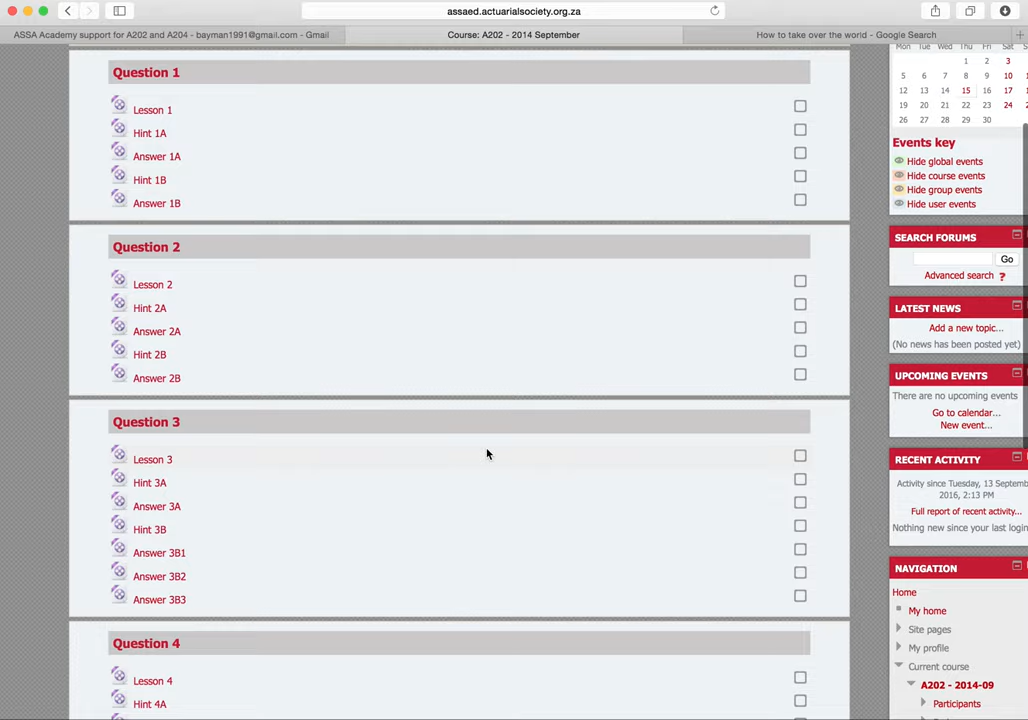 assaed.actuarialsociety.org.za
ASSA Academy support for A202 and A204 - bayman1991@gmail.com - Gmail
Course: A202 - 2014 September
How to take over the world - Google Search
Question 1
Lesson 1
Hint 1A
Answer 1A
Hint 1B
Answer 1B
Question 2
Lesson 2
Hint 2A
Answer 2A
Hint 2B
Answer 2B
Question 3
Lesson 3
Hint 3A
Answer 3A
Hint 3B
Answer 3B1
Answer 3B2
Answer 3B3
Question 4
Lesson 4
Hint 4A
Mon Tue Wed Thu Fri Sat
1 2 3
5 6 7 8 9 10
12 13 14 15 16 17
19 20 21 22 23 24
26 27 28 29 30
Events key
Hide global events
Hide course events
Hide group events
Hide user events
SEARCH FORUMS
Go
Advanced search ?
LATEST NEWS
Add a new topic...
(No news has been posted yet)
UPCOMING EVENTS
There are no upcoming events
Go to calendar...
New event...
RECENT ACTIVITY
Activity since Tuesday, 13 Septemb
2016, 2:13 PM
Full report of recent activity...
Nothing new since your last login
NAVIGATION
Home
My home
Site pages
My profile
Current course
A202 - 2014-09
Participants